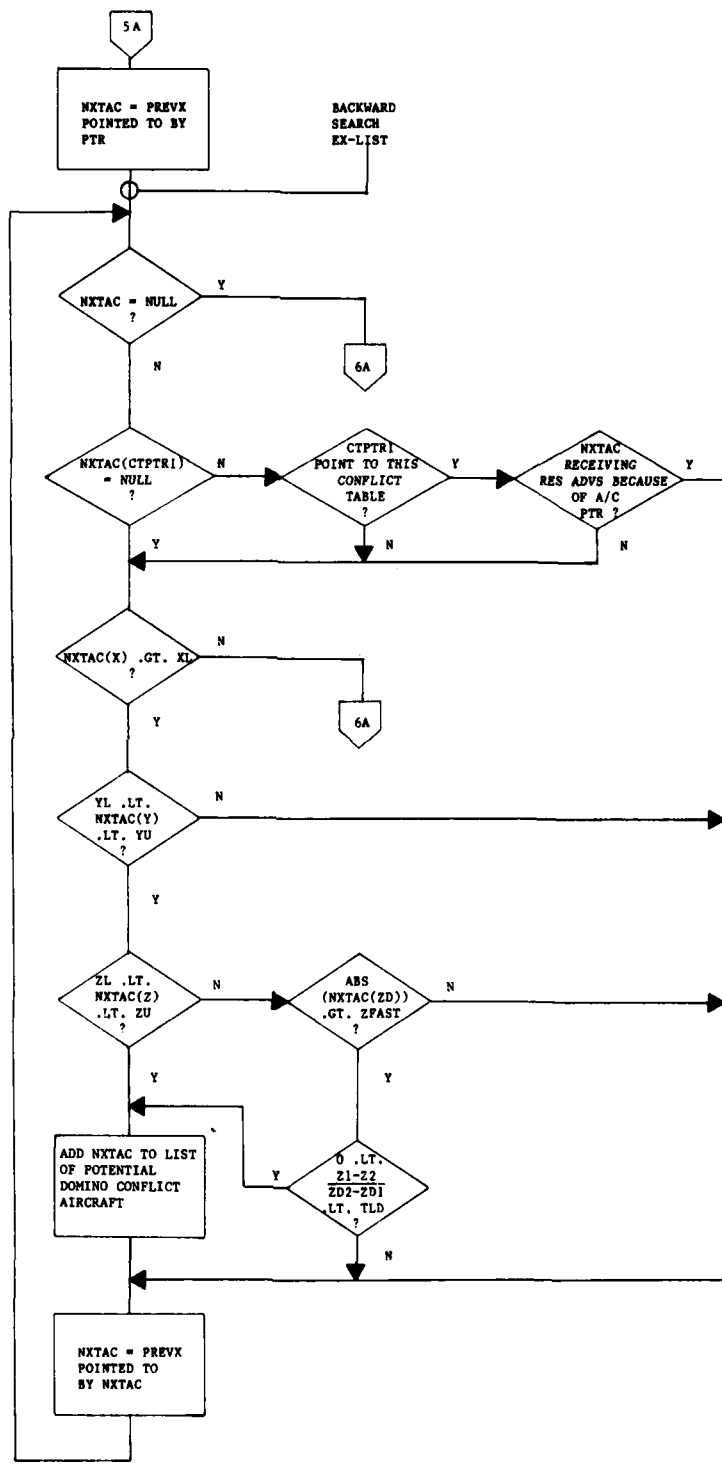 5A
NXTAC = PREVX
POINTED TO BY
PTR
BACKWARD
SEARCH
EX-LIST
NXTAC = NULL
?
Y
N
6A
NXTAC(CTPTRI)
= NULL
?
N
Y
CTPTRI
POINT TO THIS
CONFLICT
TABLE
?
Y
N
NXTAC
RECEIVING
RES ADVS BECAUSE
OF A/C
PTR ?
Y
N
NXTAC(X) .GT. XL
?
N
Y
6A
YL .LT.
NXTAC(Y)
.LT. YU
?
N
Y
ZL .LT.
NXTAC(Z)
.LT. ZU
?
N
Y
ABS
(NXTAC(ZD))
.GT. ZFAST
?
N
Y
ADD NXTAC TO LIST
OF POTENTIAL
DOMINO CONFLICT
AIRCRAFT
0 .LT.
Z1-Z2
ZD2-ZD1
.LT. TLD
?
Y
N
NXTAC = PREVX
POINTED TO
BY NXTAC